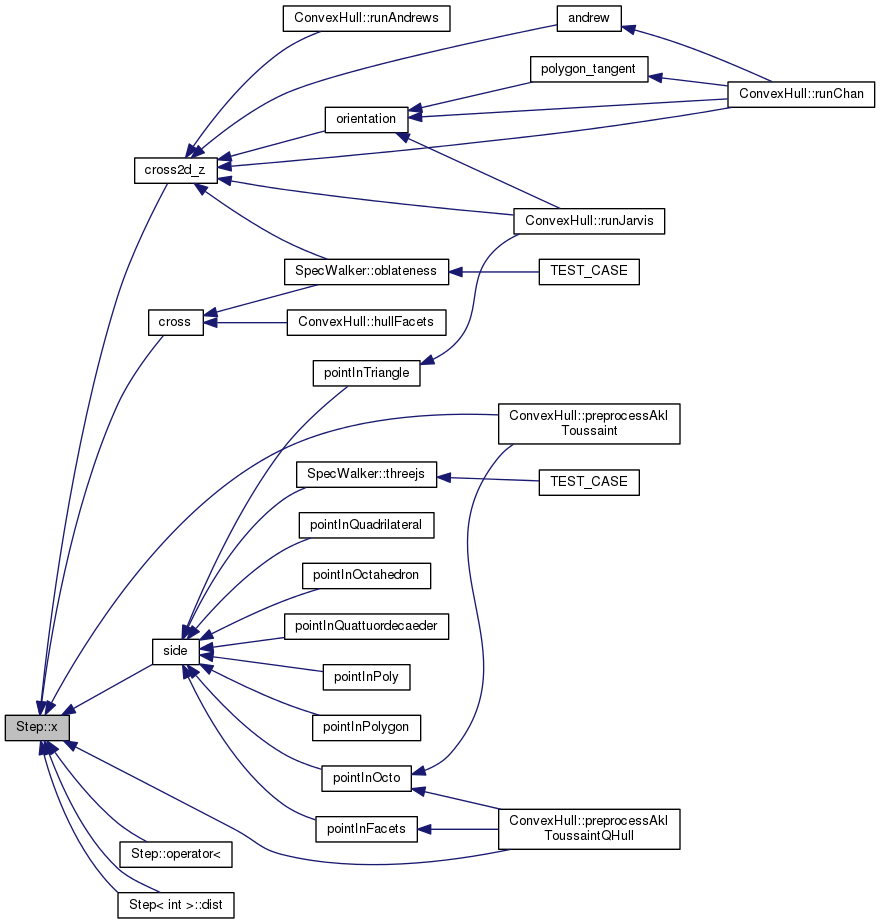 ConvexHull::runAndrews
andrew
polygon_tangent
ConvexHull::runChan
orientation
cross2d_z
ConvexHull::runJarvis
SpecWalker::oblateness
TEST_CASE
cross
ConvexHull::hullFacets
pointInTriangle
ConvexHull::preprocessAkl
Toussaint
SpecWalker::threejs
TEST_CASE
pointInQuadrilateral
pointInOctahedron
pointInQuattuordecaeder
side
pointInPoly
Step::x
pointInPolygon
pointInOcto
ConvexHull::preprocessAkl
ToussaintQHull
pointInFacets
Step::operator<
Step< int >::dist